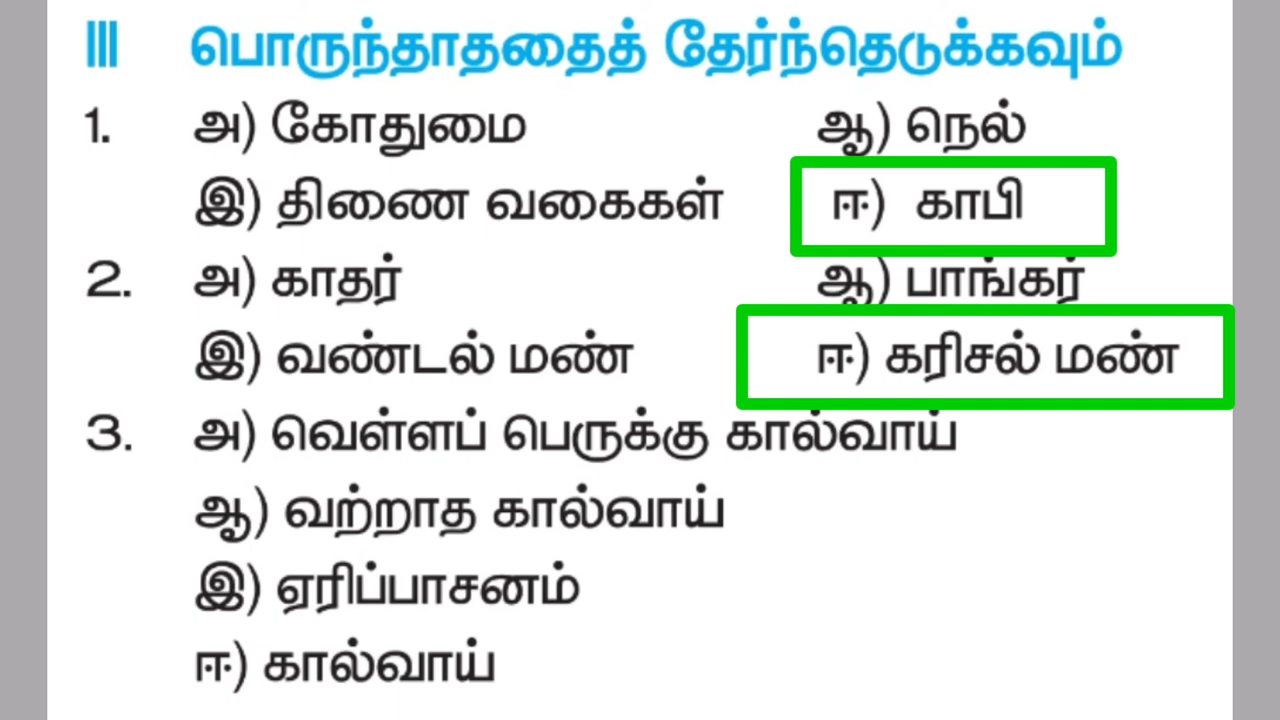 III பொருந்தாததைத் தேர்ந்தெடுக்கவும்
1. அ) கோதுமை ஆ) நெல்
இ) திணை வகைகள் ஈ) காபி
2. அ) காதர் ஆ) பாங்கர்
இ) வண்டல் மண் ஈ) கரிசல் மண்
3. அ) வெள்ளப் பெருக்கு கால்வாய்
ஆ) வற்றாத கால்வாய்
இ) ஏரிப்பாசனம்
ஈ) கால்வாய்